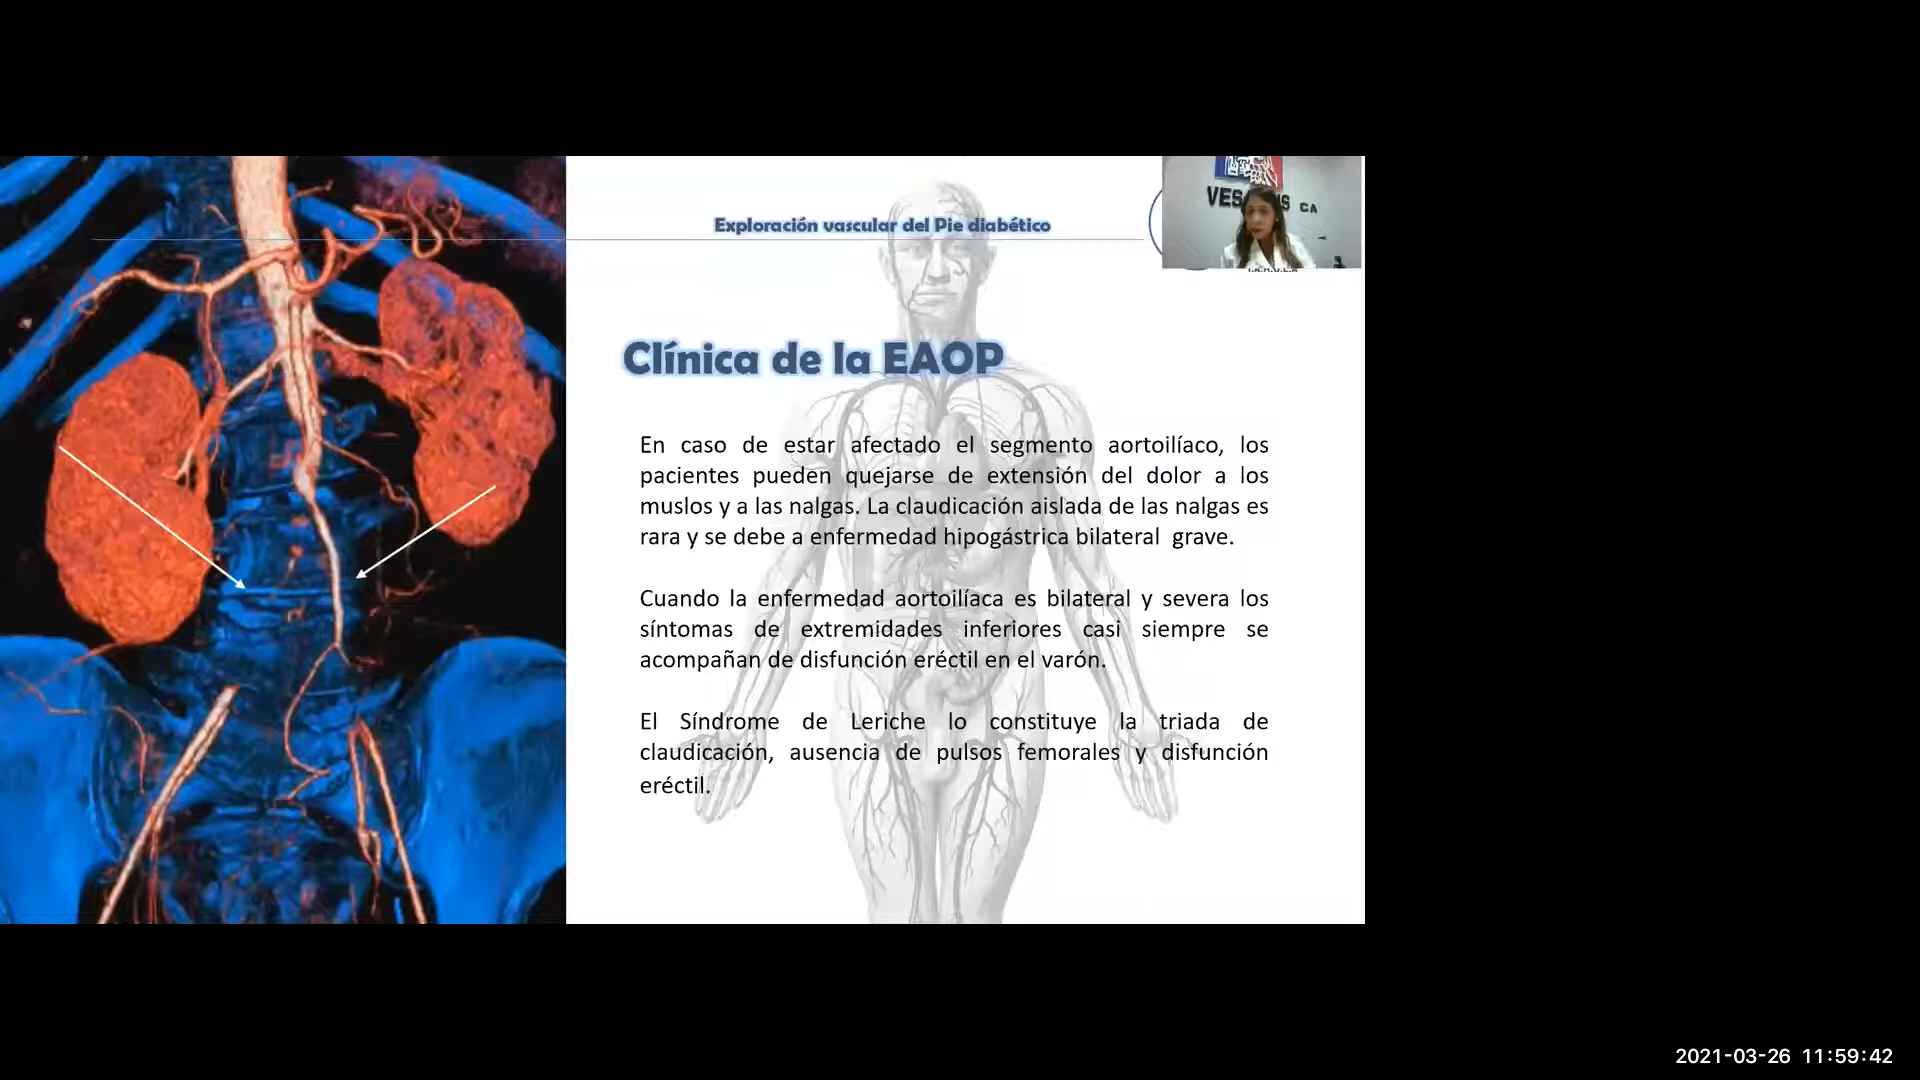 Exploración vascular del Pie diabético
CA
Clínica de la EAOP
En caso de estar afectado el segmento aortoilíaco, los
pacientes pueden quejarse de extensión del dolor a los
muslos y a las nalgas. La claudicación aislada de las nalgas es
rara y se debe a enfermedad hipogástrica bilateral grave.
Cuando la enfermedad aortoilíaca es bilateral y severa los
síntomas de extremidades inferiores casi siempre se
acompañan de disfunción eréctil en el varón.
El Síndrome de Leriche lo constituye la triada de
claudicación, ausencia de pulsos femorales y disfunción
eréctil.
2021-03-26 11:59:42